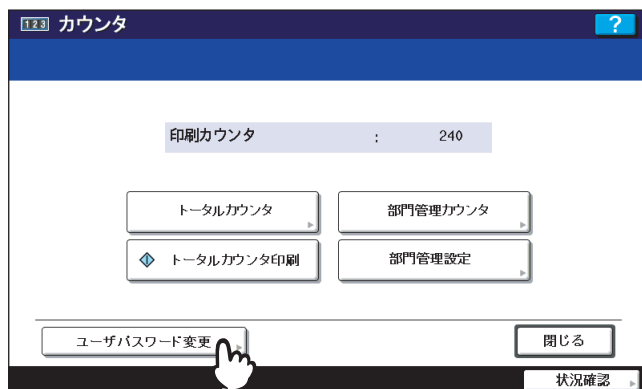 123 カウンタ ?
印刷カウンタ : 240
トータルカウンタ 部門管理カウンタ
トータルカウンタ印刷 部門管理設定
ユーザパスワード変更 閉じる
状況確認